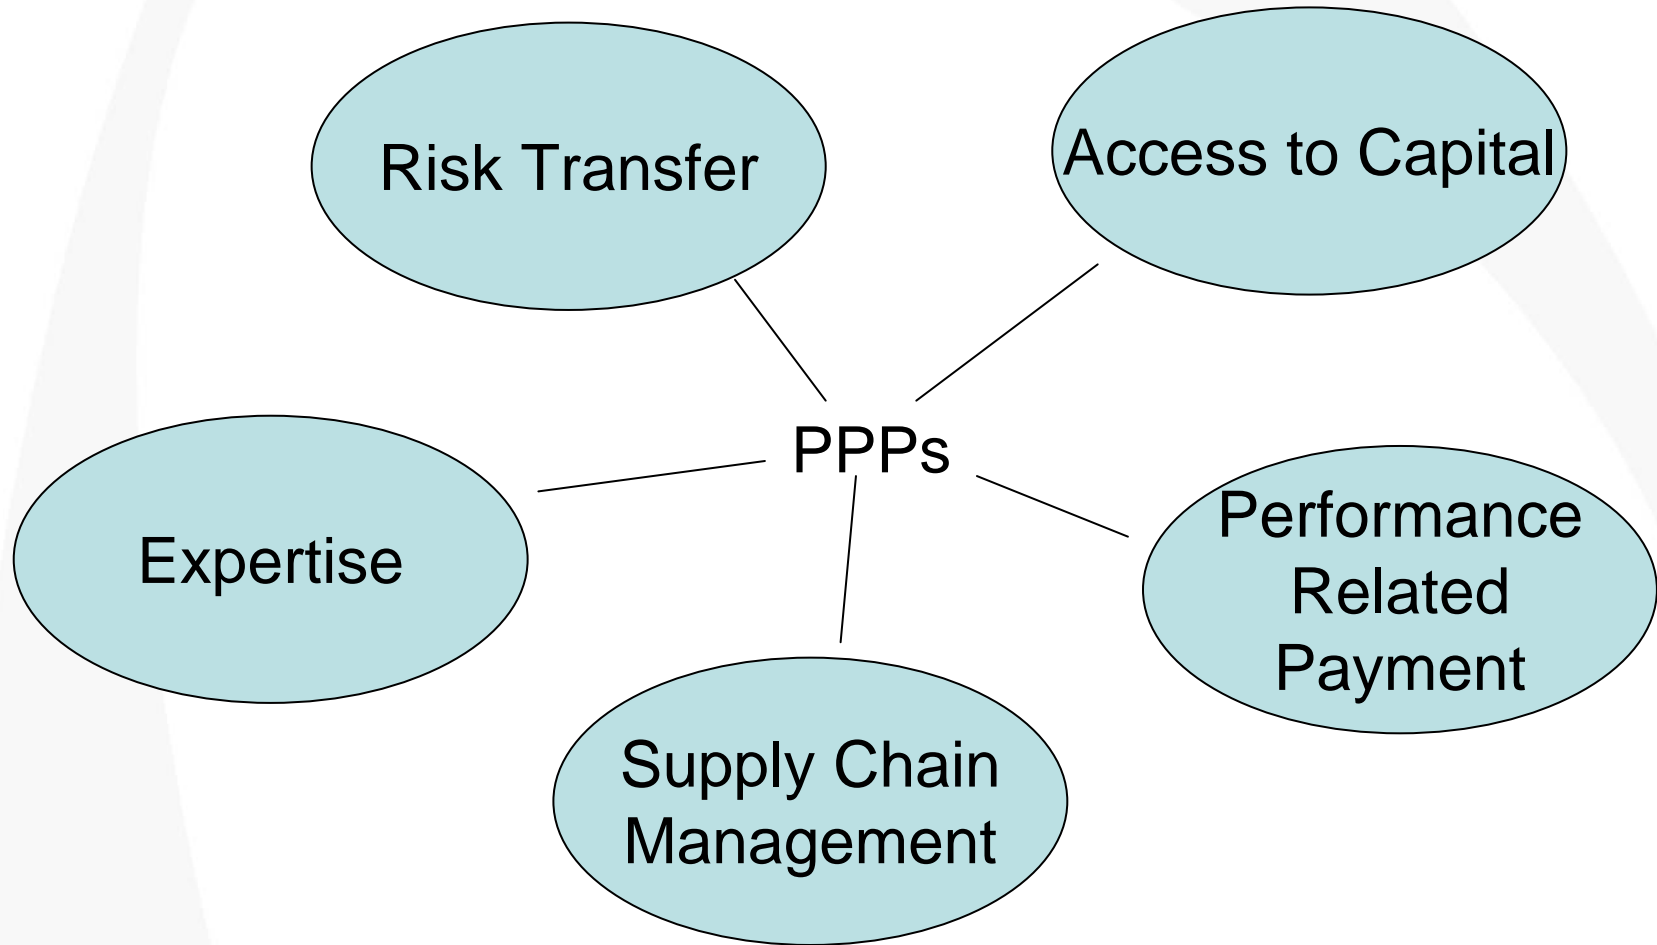 Risk Transfer
Access to Capital
PPPs
Expertise
Performance
Related
Payment
Supply Chain
Management